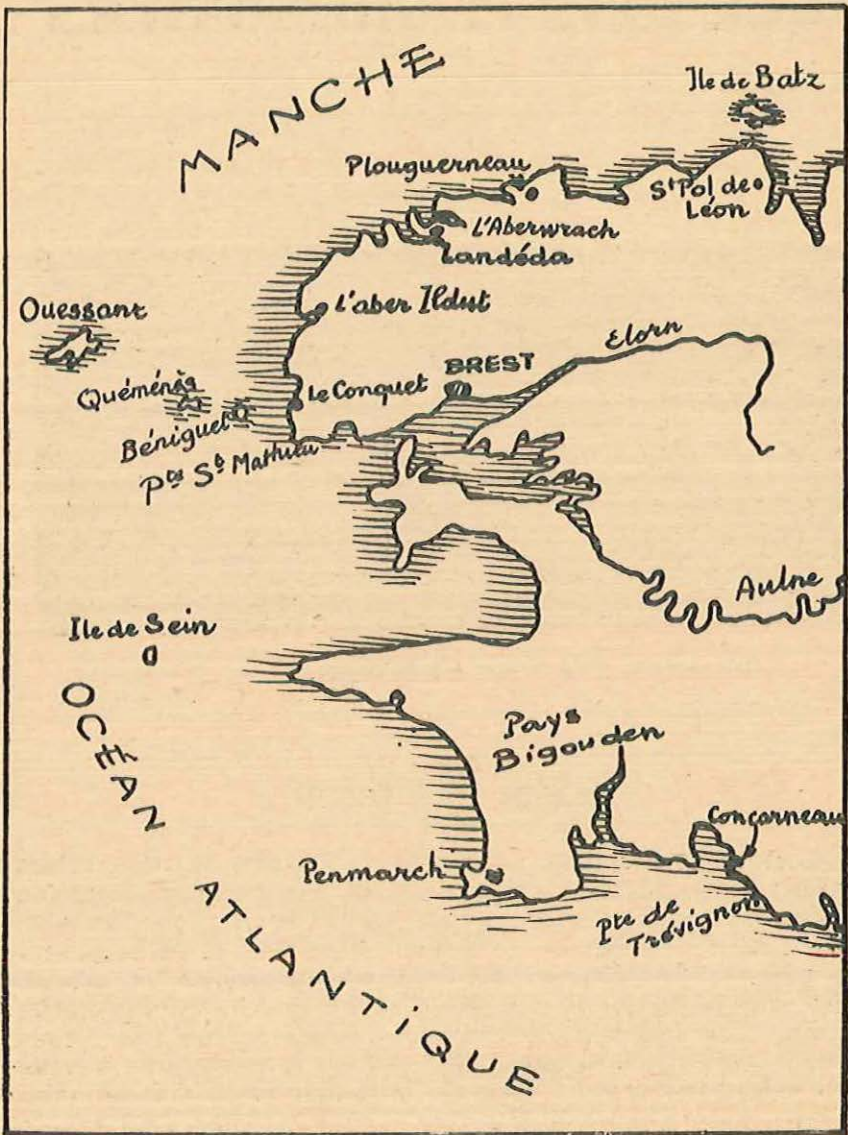 MANCHE
Ile de Batz
Plouguerneau
St Pol de
Léon
L'Aberwrach
Landéda
Ouessant
L'aber Ildut
Elorn
BREST
Quéménès
Le Conquet
Béniguet
Pte St Mathieu
Aulne
Ile de Sein
OCÉAN ATLANTIQUE
Pays
Bigouden
Concarneau
Penmarch
Pte de
Trévignon